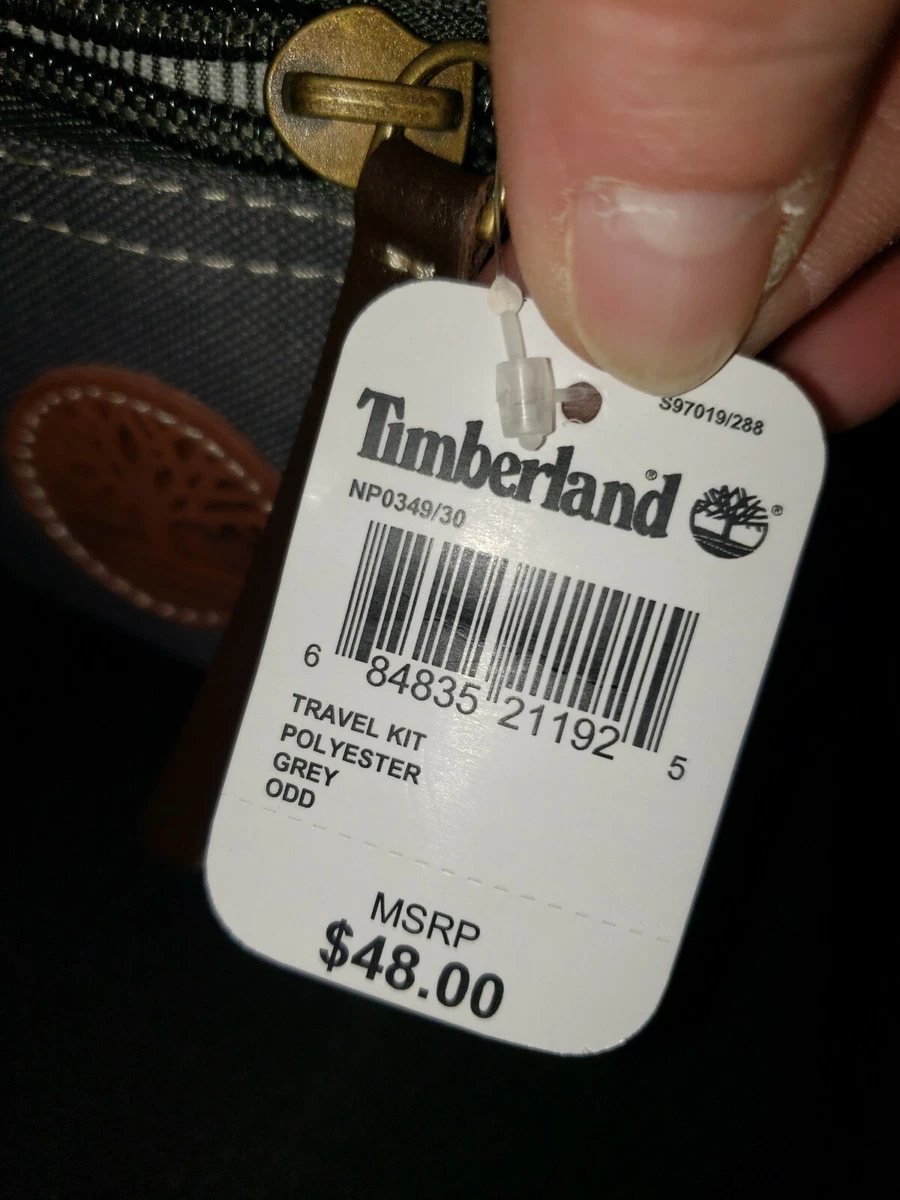 S97019/288
Timberland®
®
NP0349/30
6 84835 21192 5
TRAVEL KIT
POLYESTER
GREY
ODD
MSRP
$48.00